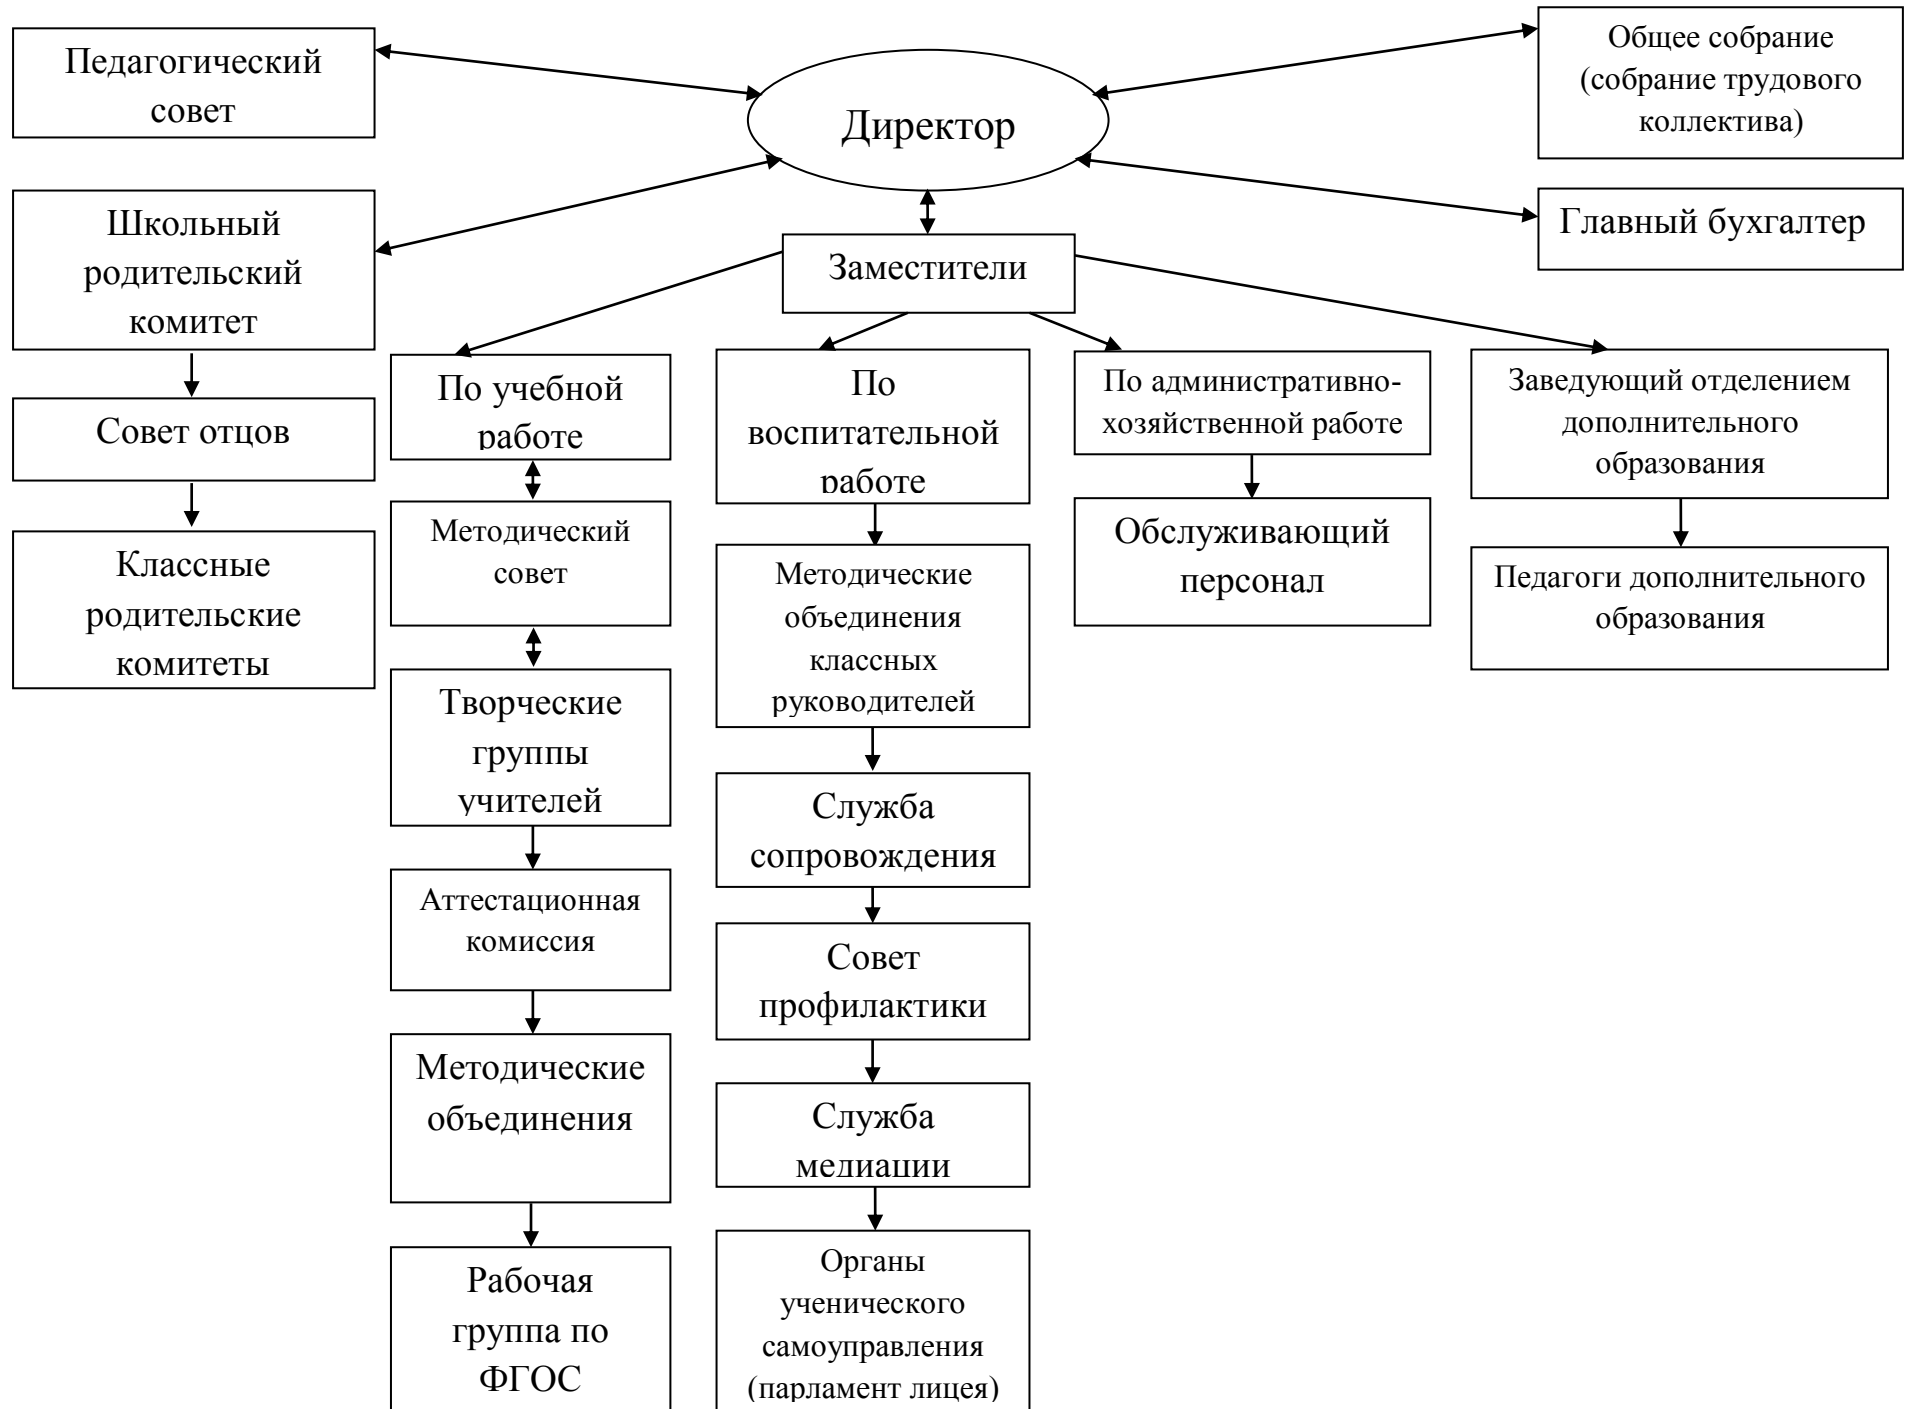 Педагогический
совет
Директор
Общее собрание
(собрание трудового
коллектива)
Школьный
родительский
комитет
Заместители
Главный бухгалтер
Совет отцов
Классные
родительские
комитеты
По учебной
работе
Методический
совет
Творческие
группы
учителей
Аттестационная
комиссия
Методические
объединения
Рабочая
группа по
ФГОС
По
воспитательной
работе
Методические
объединения
классных
руководителей
Служба
сопровождения
Совет
профилактики
Служба
медиации
Органы
ученического
самоуправления
(парламент лицея)
По административно-
хозяйственной работе
Обслуживающий
персонал
Заведующий отделением
дополнительного
образования
Педагоги дополнительного
образования